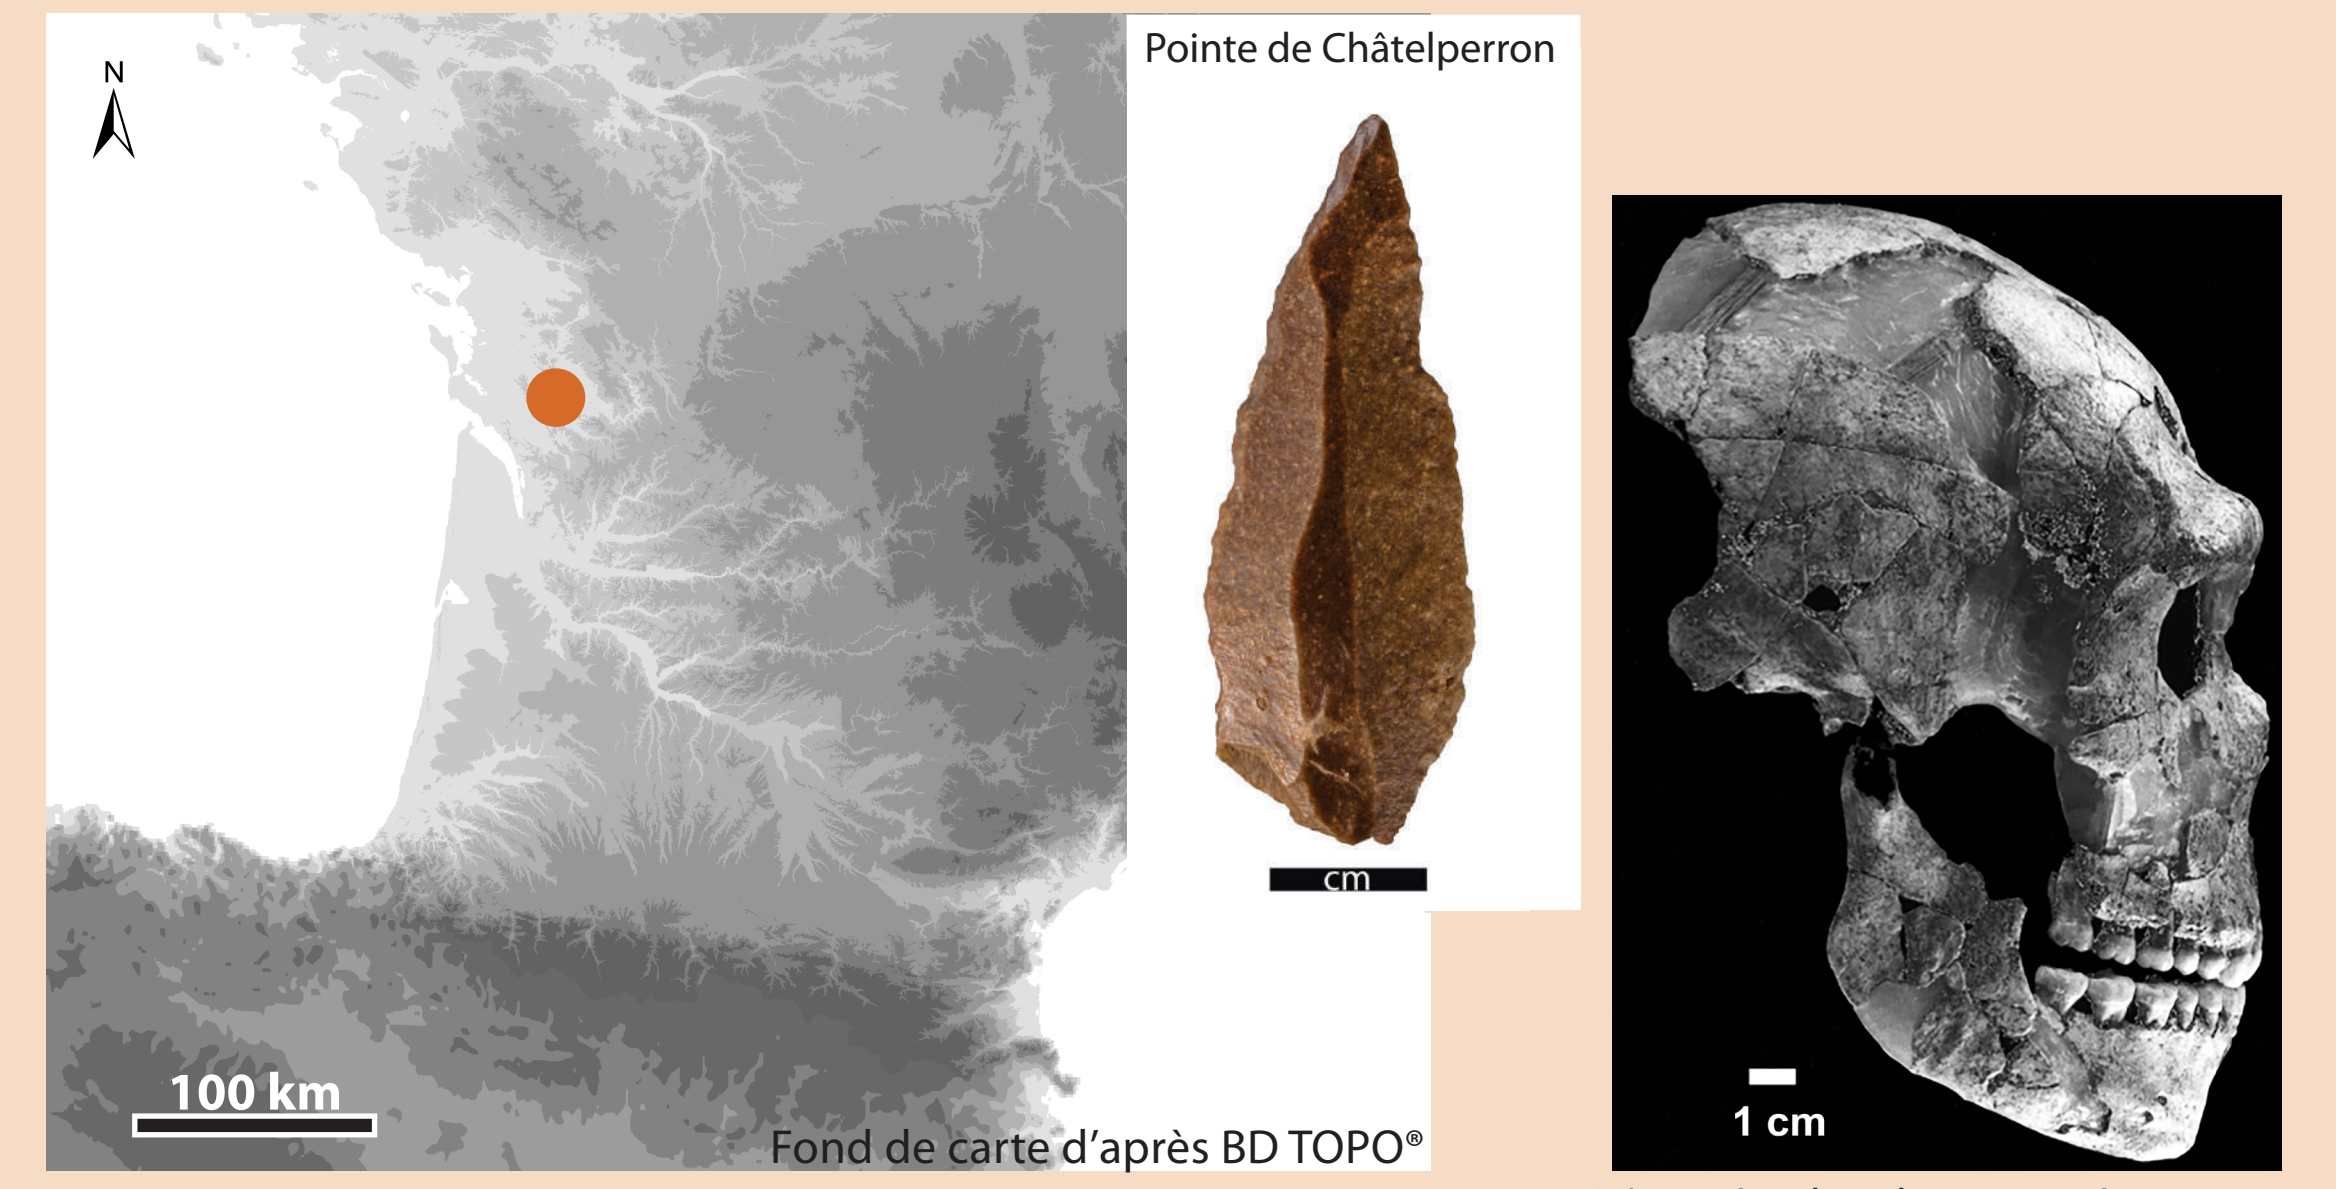 N
Pointe de Châtelperron
cm
100 km
Fond de carte d'après BD TOPO®
1 cm